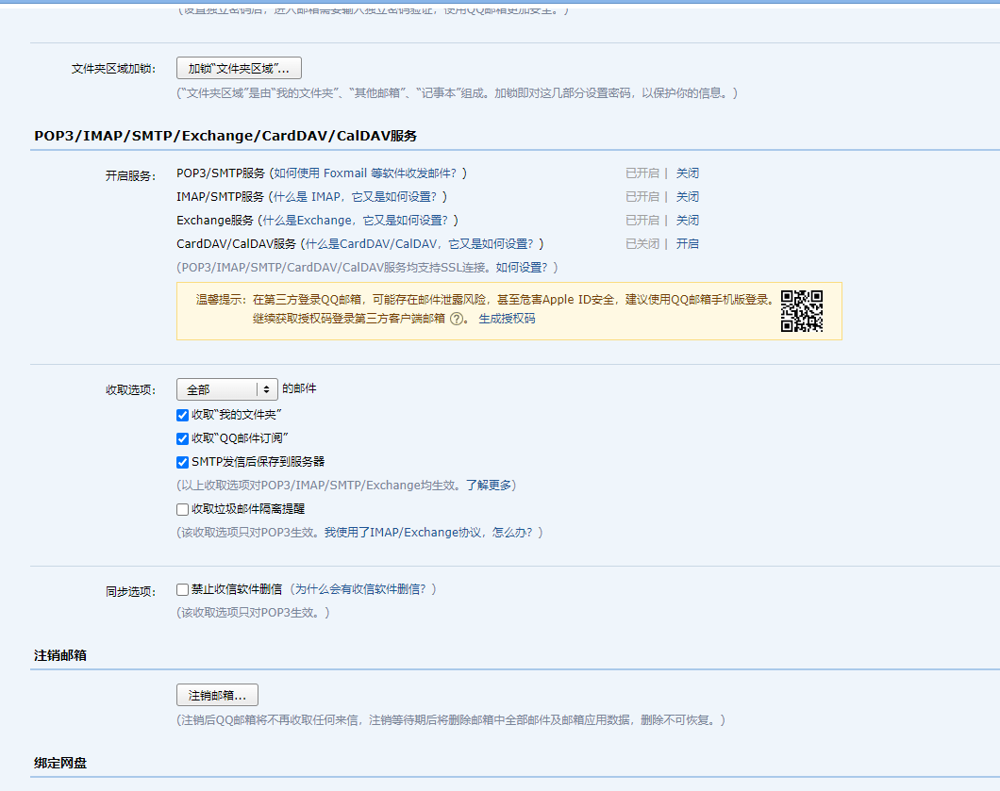 (设置独立密码后，进入邮箱需要输入独立密码验证，使用QQ邮箱更加安全。)
文件夹区域加锁： 加锁“文件夹区域”...
(“文件夹区域”是由“我的文件夹”、“其他邮箱”、“记事本”组成。加锁即对这几部分设置密码，以保护你的信息。)
POP3/IMAP/SMTP/Exchange/CardDAV/CalDAV服务
开启服务： POP3/SMTP服务 (如何使用 Foxmail 等软件收发邮件？) 已开启 | 关闭
IMAP/SMTP服务 (什么是 IMAP，它又是如何设置？) 已开启 | 关闭
Exchange服务 (什么是Exchange，它又是如何设置？) 已开启 | 关闭
CardDAV/CalDAV服务 (什么是CardDAV/CalDAV，它又是如何设置？) 已关闭 | 开启
(POP3/IMAP/SMTP/CardDAV/CalDAV服务均支持SSL连接。如何设置？)
温馨提示：在第三方登录QQ邮箱，可能存在邮件泄露风险，甚至危害Apple ID安全，建议使用QQ邮箱手机版登录。
继续获取授权码登录第三方客户端邮箱 ?。 生成授权码
收取选项： 全部 的邮件
收取“我的文件夹”
收取“QQ邮件订阅”
SMTP发信后保存到服务器
(以上收取选项对POP3/IMAP/SMTP/Exchange均生效。了解更多)
收取垃圾邮件隔离提醒
(该收取选项只对POP3生效。我使用了IMAP/Exchange协议，怎么办？)
同步选项： 禁止收信软件删信 (为什么会有收信软件删信？)
(该收取选项只对POP3生效。)
注销邮箱
注销邮箱...
(注销后QQ邮箱将不再收取任何来信，注销等待期后将删除邮箱中全部邮件及邮箱应用数据，删除不可恢复。)
绑定网盘